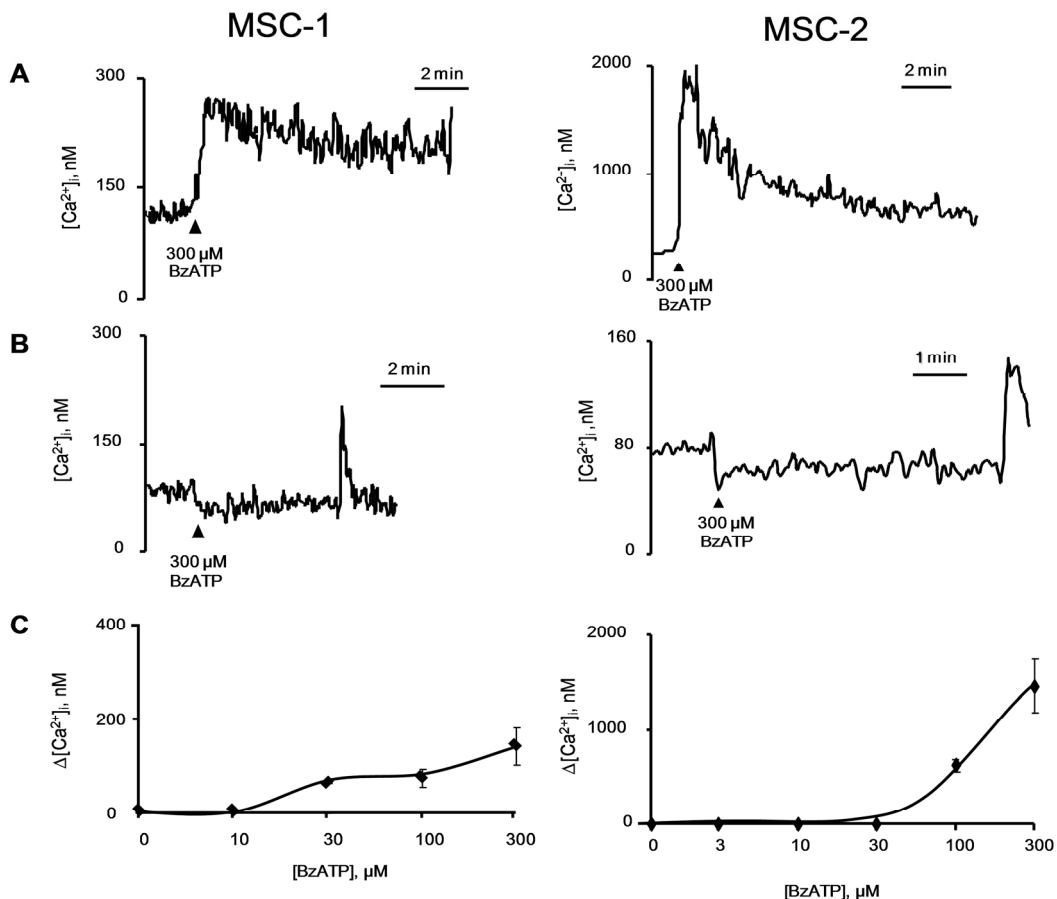 MSC-1
MSC-2
A
300
150
0
[Ca2+]i, nM
2 min
300 µM
BzATP
2000
1000
0
[Ca2-]i, nM
2 min
300 µM
BzATP
B
300
150
0
[Ca2+]i, nM
2 min
300 µM
BzATP
160
80
0
[Ca2+]i, nM
1 min
300 µM
BzATP
C
400
200
0
Δ[Ca2+]i, nM
0 10 30 100 300
[BzATP], µM
2000
1000
0
Δ[Ca2+]i, nM
0 3 10 30 100 300
[BzATP], µM